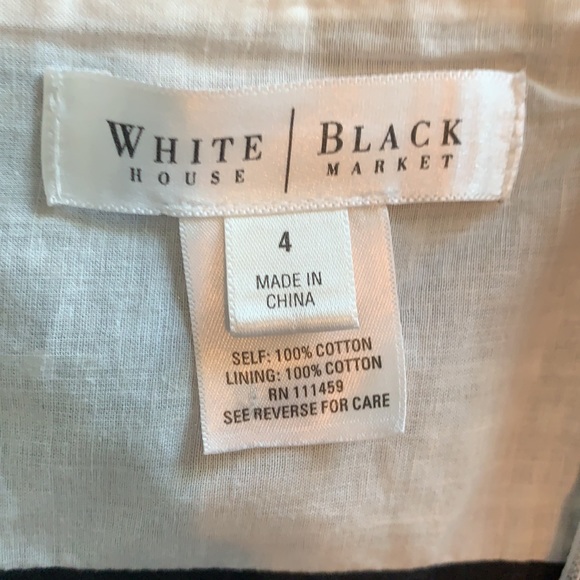 WHITE | BLACK
HOUSE MARKET
4
MADE IN
CHINA
SELF: 100% COTTON
LINING: 100% COTTON
RN 111459
SEE REVERSE FOR CARE